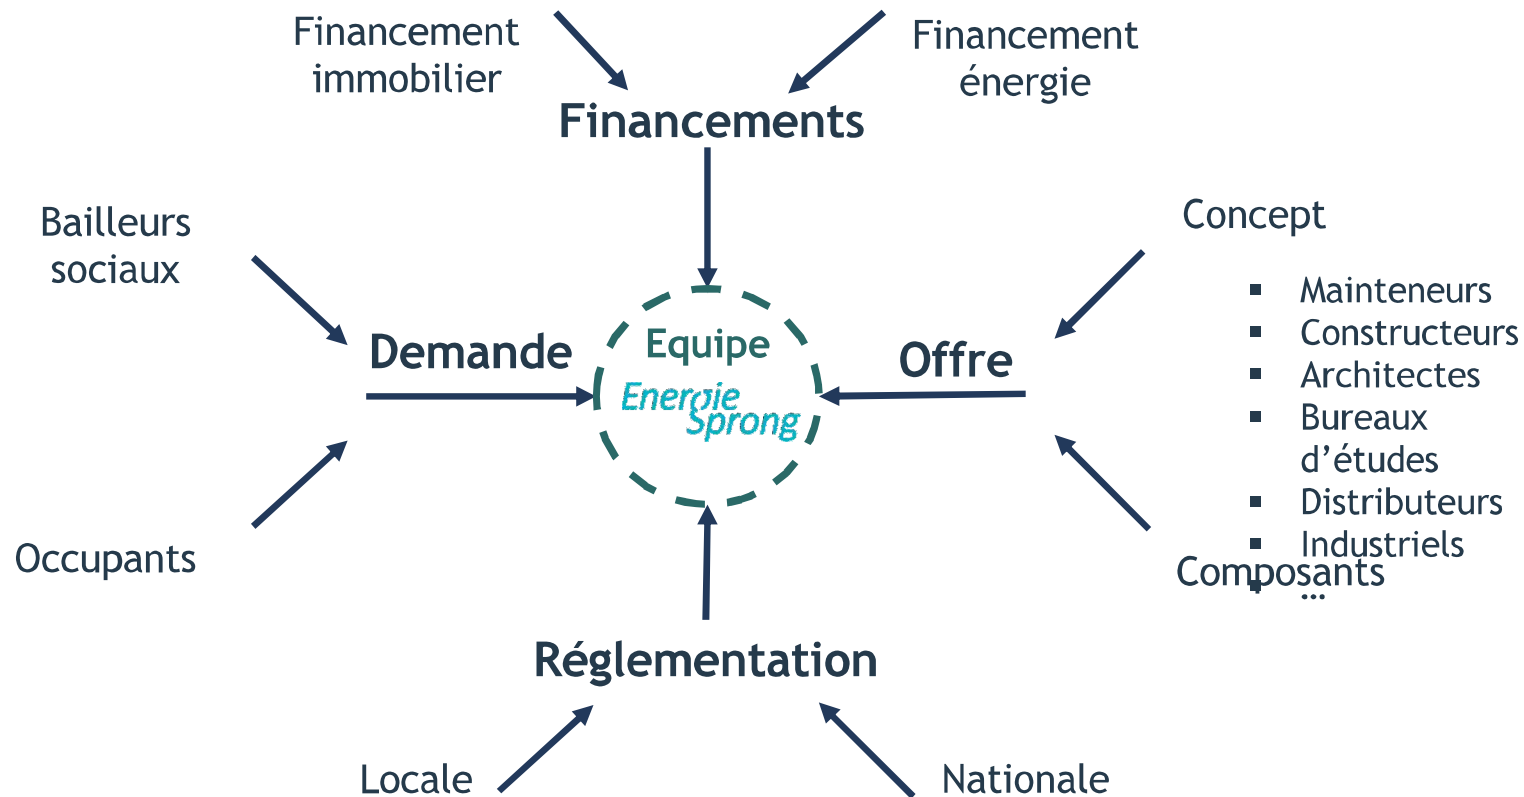 Financement
immobilier
Financement
énergie
Financements
Bailleurs
sociaux
Concept
▪ Mainteneurs
▪ Constructeurs
▪ Architectes
▪ Bureaux
d’études
▪ Distributeurs
▪ Industriels
▪ ...
Demande
Equipe
Energie
Sprong
Offre
Occupants
Composants
Réglementation
Locale
Nationale